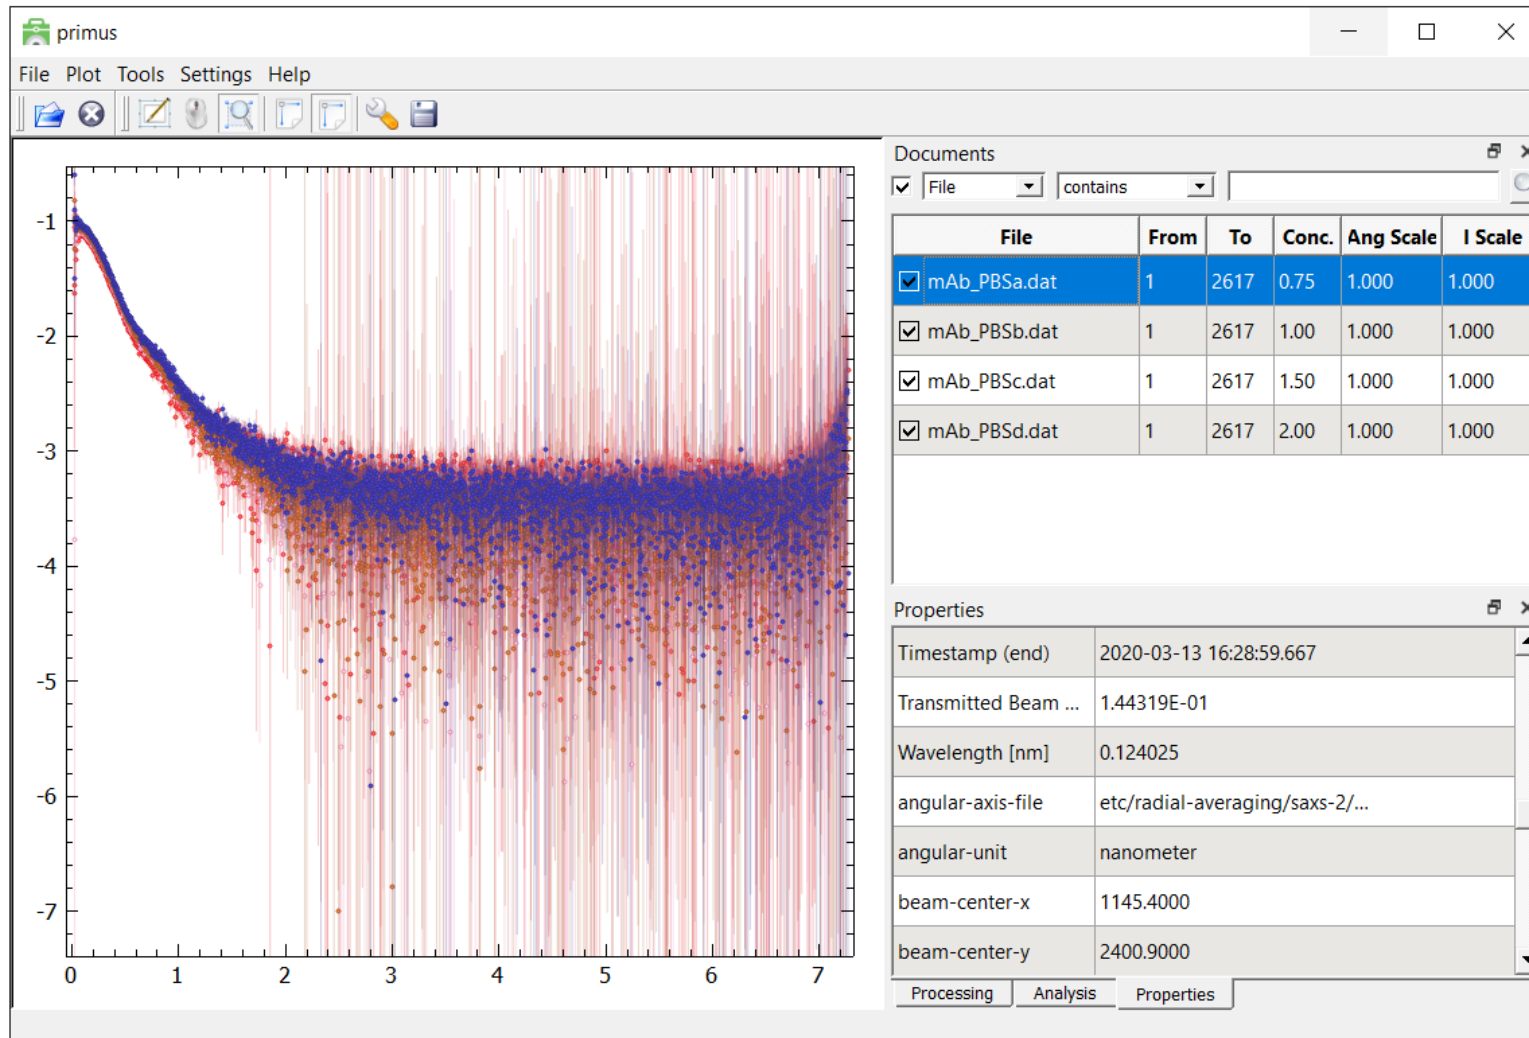 primus
File Plot Tools Settings Help
-1
-2
-3
-4
-5
-6
-7
0 1 2 3 4 5 6 7
Documents
File contains
File From To Conc. Ang Scale I Scale
mAb_PBSa.dat 1 2617 0.75 1.000 1.000
mAb_PBSb.dat 1 2617 1.00 1.000 1.000
mAb_PBSc.dat 1 2617 1.50 1.000 1.000
mAb_PBSd.dat 1 2617 2.00 1.000 1.000
Properties
Timestamp (end) 2020-03-13 16:28:59.667
Transmitted Beam ... 1.44319E-01
Wavelength [nm] 0.124025
angular-axis-file etc/radial-averaging/saxs-2/...
angular-unit nanometer
beam-center-x 1145.4000
beam-center-y 2400.9000
Processing Analysis Properties